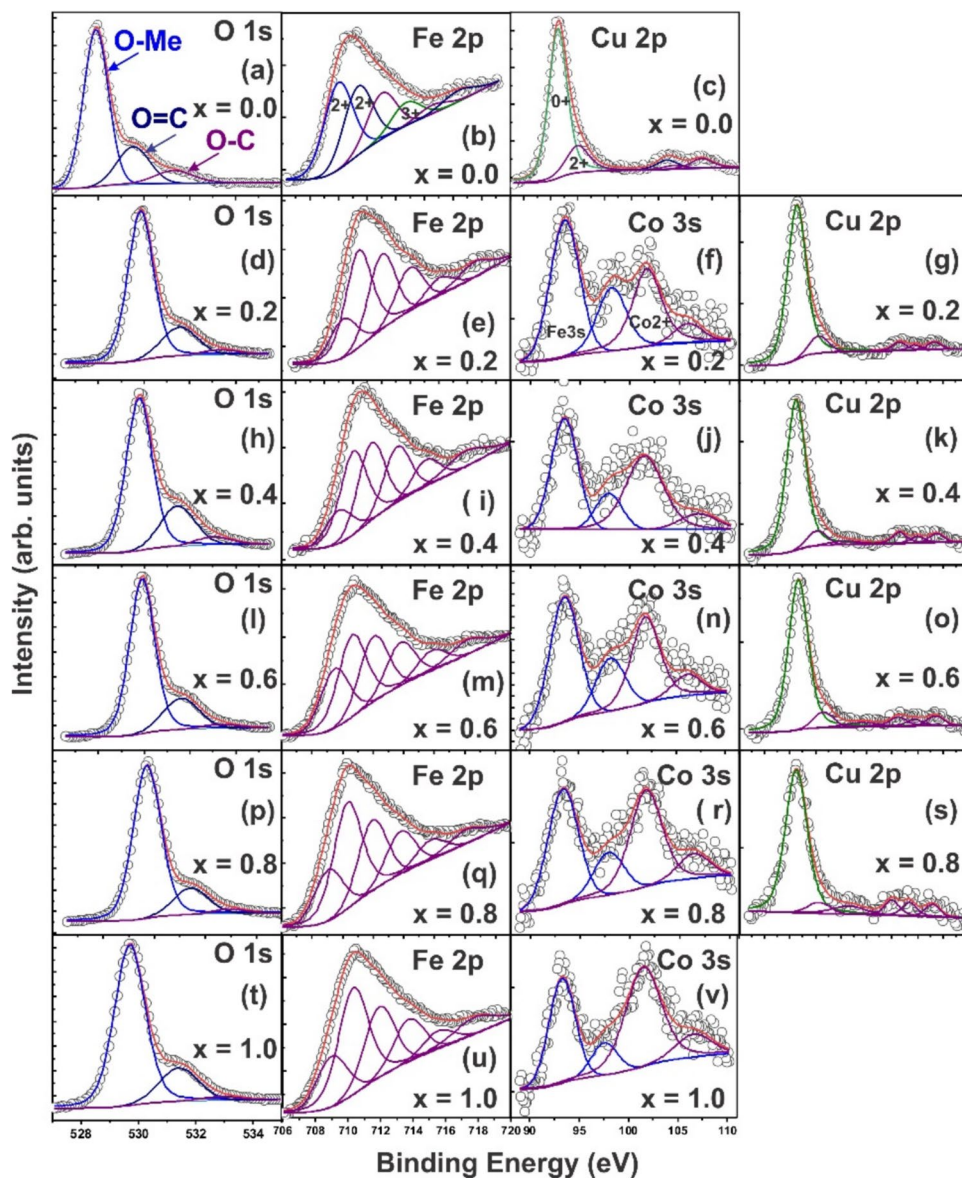 O 1s
O-Me
(a)
x = 0.0
O=C
O-C
Fe 2p
2+
2+
3+
(b)
x = 0.0
Cu 2p
0+
(c)
x = 0.0
2+
O 1s
(d)
x = 0.2
Fe 2p
(e)
x = 0.2
Co 3s
(f)
Fe3s
Co2+
x = 0.2
Cu 2p
(g)
x = 0.2
O 1s
(h)
x = 0.4
Fe 2p
( i)
x = 0.4
Co 3s
(j)
x = 0.4
Cu 2p
(k)
x = 0.4
O 1s
(l)
x = 0.6
Fe 2p
(m)
x = 0.6
Co 3s
(n)
x = 0.6
Cu 2p
(o)
x = 0.6
O 1s
(p)
x = 0.8
Fe 2p
(q)
x = 0.8
Co 3s
( r)
x = 0.8
Cu 2p
(s)
x = 0.8
O 1s
(t)
x = 1.0
Fe 2p
(u)
x = 1.0
Co 3s
(v)
x = 1.0
528 530 532 534
706 708 710 712 714 716 718 720
90 95 100 105 110
Intensity (arb. units)
Binding Energy (eV)